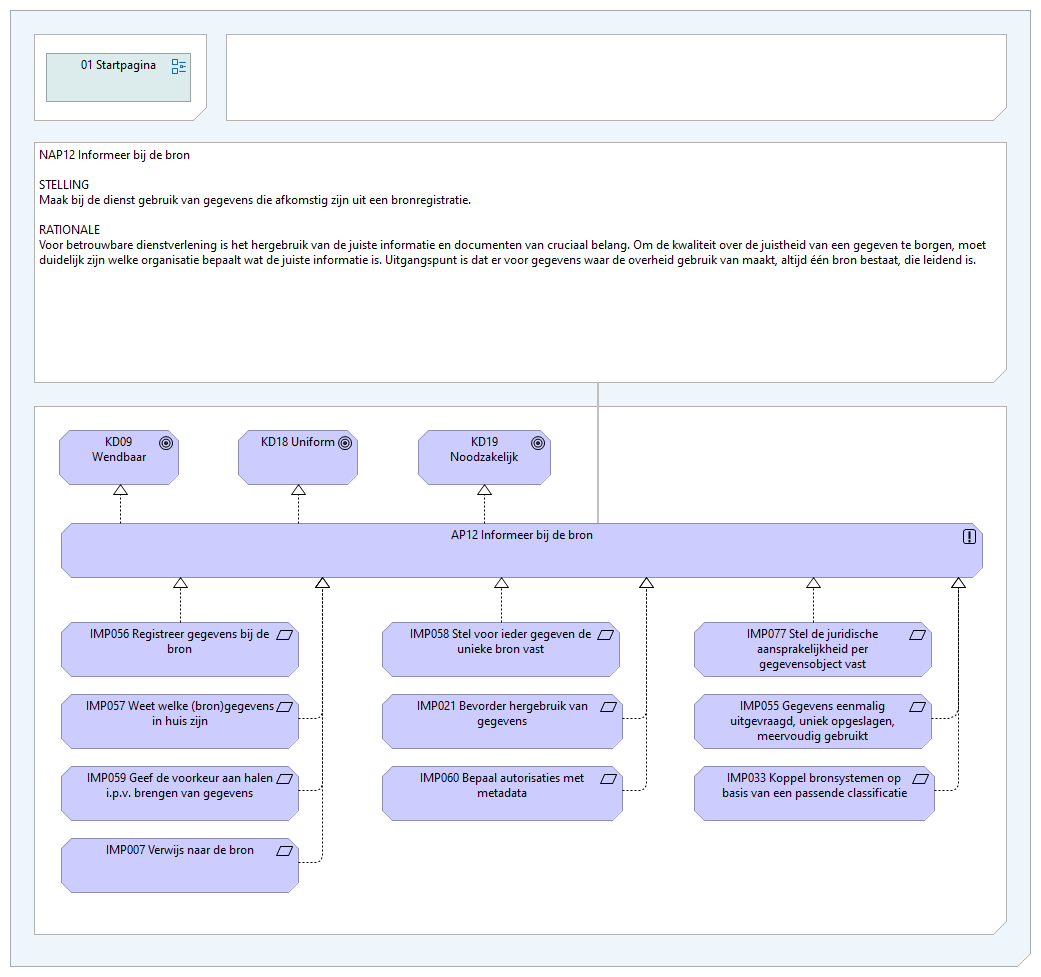 01 Startpagina
NAP12 Informeer bij de bron
STELLING
Maak bij de dienst gebruik van gegevens die afkomstig zijn uit een bronregistratie.
RATIONALE
Voor betrouwbare dienstverlening is het hergebruik van de juiste informatie en documenten van cruciaal belang. Om de kwaliteit over de juistheid van een gegeven te borgen, moet
duidelijk zijn welke organisatie bepaalt wat de juiste informatie is. Uitgangspunt is dat er voor gegevens waar de overheid gebruik van maakt, altijd één bron bestaat, die leidend is.
KD09
Wendbaar
KD18 Uniform
KD19
Noodzakelijk
AP12 Informeer bij de bron
IMP056 Registreer gegevens bij de
bron
IMP058 Stel voor ieder gegeven de
unieke bron vast
IMP077 Stel de juridische
aansprakelijkheid per
gegevensobject vast
IMP057 Weet welke (bron)gegevens
in huis zijn
IMP021 Bevorder hergebruik van
gegevens
IMP055 Gegevens eenmalig
uitgevraagd, uniek opgeslagen,
meervoudig gebruikt
IMP059 Geef de voorkeur aan halen
i.p.v. brengen van gegevens
IMP060 Bepaal autorisaties met
metadata
IMP033 Koppel bronsystemen op
basis van een passende classificatie
IMP007 Verwijs naar de bron